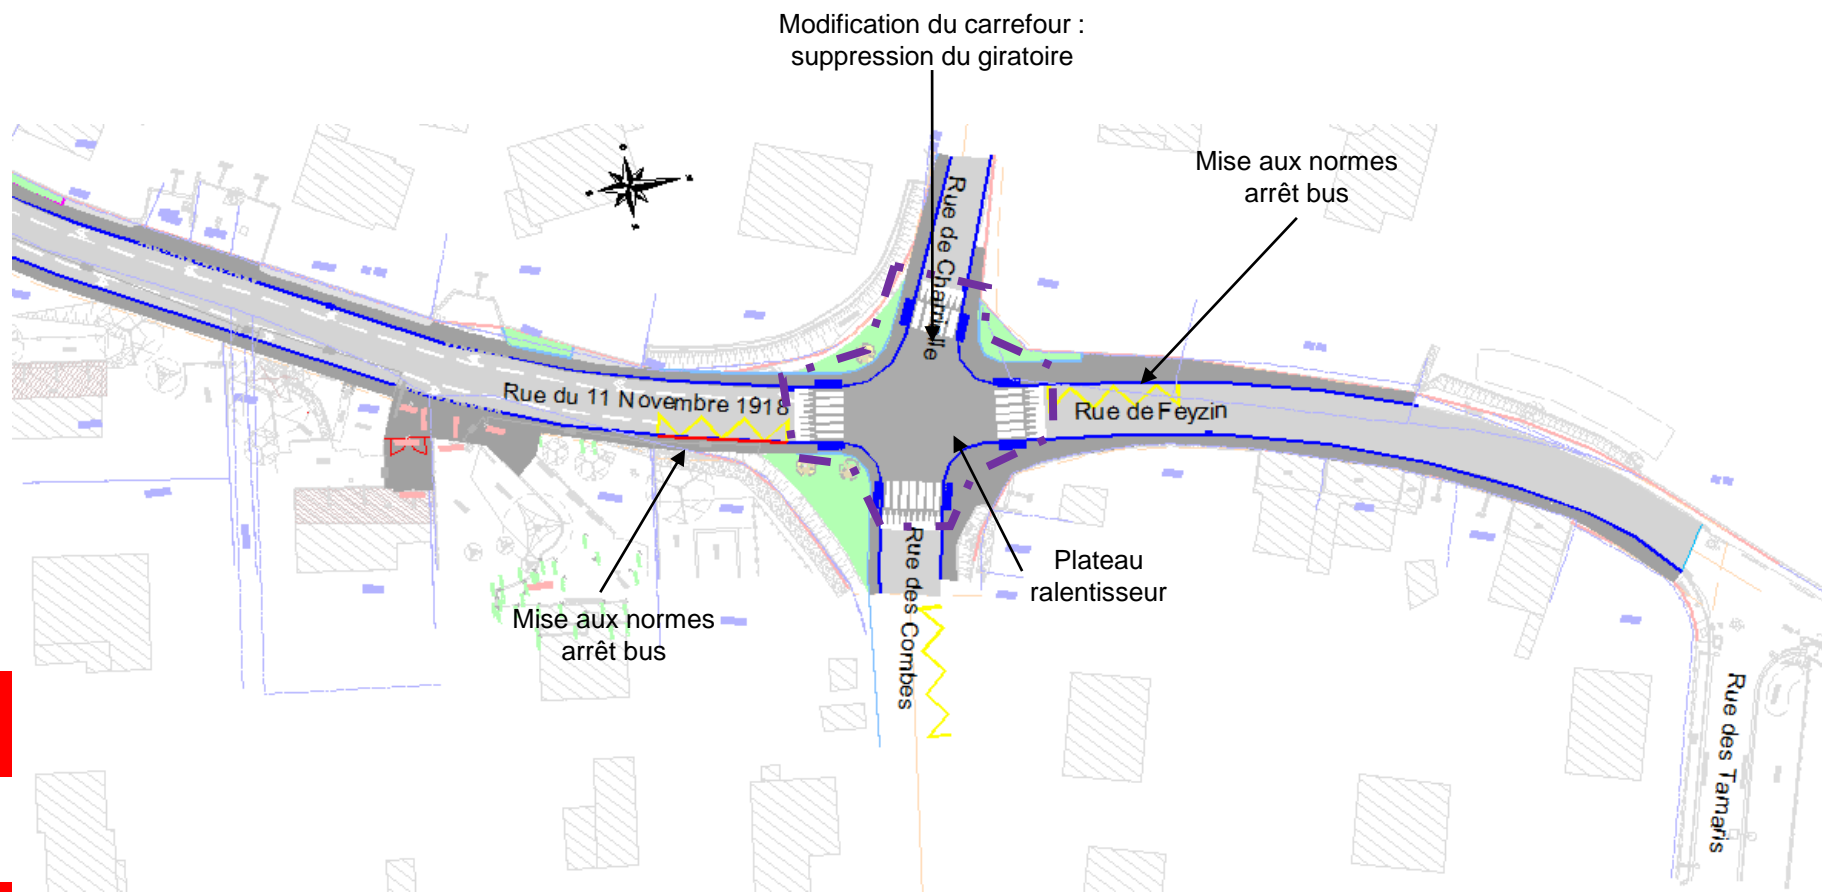 Modification du carrefour :
suppression du giratoire
Mise aux normes
arrêt bus
Rue de Charnville
Rue du 11 Novembre 1918
Rue de Feyzin
Plateau
ralentisseur
Mise aux normes
arrêt bus
Rue des Combes
Rue des Tamaris